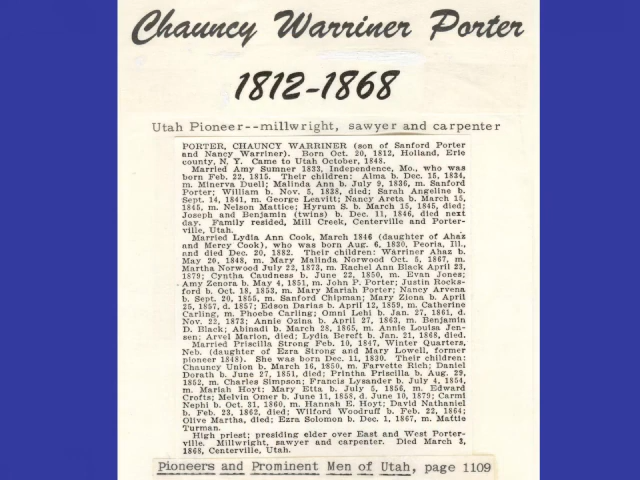 Chauncy Warriner Porter
1812-1868
Utah Pioneer--millwright, sawyer and carpenter
PORTER, CHAUNCY WARRINER (son of Sanford Porter
and Nancy Warriner). Born Oct. 20, 1812, Holland, Erie
county, N. Y. Came to Utah October, 1848.
Married Amy Sumner 1833, Independence, Mo., who was
born Feb. 22, 1815. Their children: Alma b. Dec. 15, 1834,
m. Minerva Duell; Malinda Ann b. July 9, 1836, m. Sanford
Porter; William b. Nov. 5, 1838, died; Sarah Angeline b.
Sept. 14, 1841, m. George Leavitt; Nancy Areta b. March 15,
1845, m. Nelson Mattice; Hyrum S. b. March 15, 1845, died;
Joseph and Benjamin (twins) b. Dec. 11, 1846, died next
day. Family resided, Mill Creek, Centerville and Porter-
ville, Utah.
Married Lydia Ann Cook, March 1846 (daughter of Ahaz
and Mercy Cook), who was born Aug. 6, 1830, Peoria, Ill.,
and died Dec. 20, 1882. Their children: Warriner Ahaz b.
May 20, 1848, m. Mary Malinda Norwood Oct. 5, 1867, m.
Martha Norwood July 22, 1873, m. Rachel Ann Black April 23,
1879; Cyntha Caudness b. June 22, 1850, m. Evan Jones;
Amy Zenora b. May 4, 1851, m. John P. Porter; Justin Rocks-
ford b. Oct. 18, 1853, m. Mary Mariah Porter; Nancy Arvena
b. Sept. 20, 1855, m. Sanford Chipman; Mary Ziona b. April
25, 1857, d. 1857; Edson Darias b. April 12, 1859, m. Catherine
Carling, m. Phoebe Carling; Omni Lehi b. Jan. 27, 1861, d.
Nov. 22, 1872; Annie Ozina b. April 27, 1863, m. Benjamin
D. Black; Abinadi b. March 28, 1865, m. Annie Louisa Jen-
sen; Arvel Marion, died; Lydia Bereft b. Jan. 21, 1868, died.
Married Priscilla Strong Feb. 10, 1847, Winter Quarters,
Neb. (daughter of Ezra Strong and Mary Lowell, former
pioneer 1848). She was born Dec. 11, 1830. Their children:
Chauncy Union b. March 16, 1850, m. Farvette Rich; Daniel
Dorath b. June 27, 1851, died; Printha Priscilla b. Aug. 29,
1852, m. Charles Simpson; Francis Lysander b. July 4, 1854,
m. Mariah Hoyt; Mary Etta b. July 5, 1856, m. Edward
Crofts; Melvin Omer b. June 11, 1858, d. June 10, 1879; Carmi
Nephi b. Oct. 31, 1860, m. Hannah E. Hoyt; David Nathaniel
b. Feb. 23, 1862, died; Wilford Woodruff b. Feb. 22, 1864;
Olive Martha, died; Ezra Solomon b. Dec. 1, 1867, m. Mattie
Turman.
High priest; presiding elder over East and West Porter-
ville. Millwright, sawyer and carpenter. Died March 3,
1868, Centerville, Utah.
Pioneers and Prominent Men of Utah, page 1109